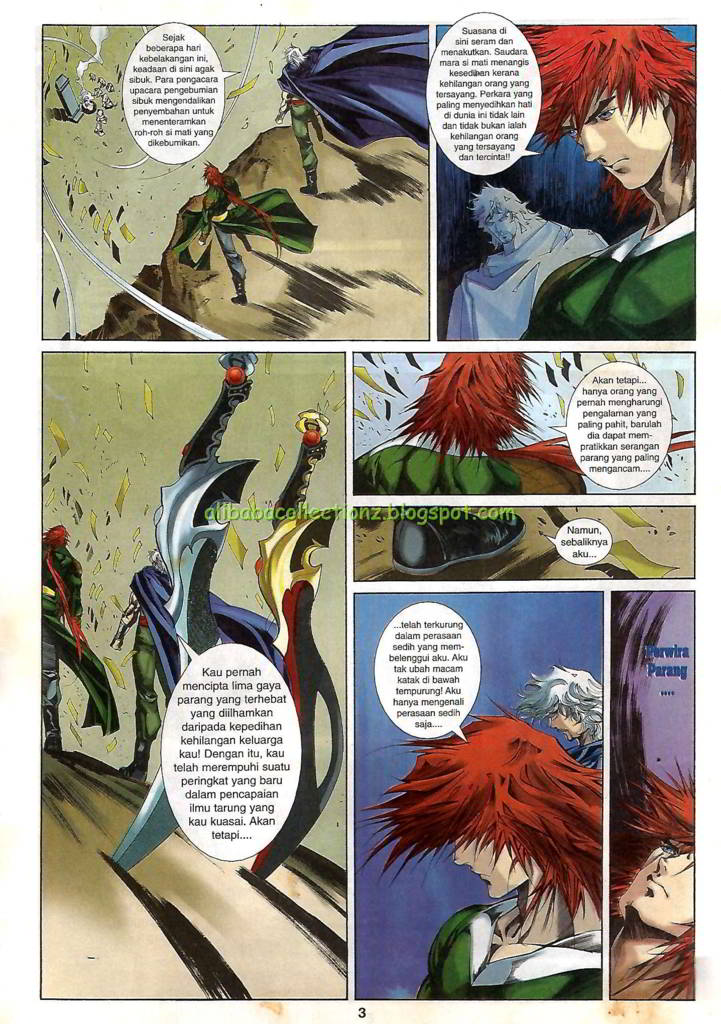 Sejak
beberapa hari
kebelakangan ini,
keadaan di sini agak
sibuk. Para pengacara
upacara pengebumian
sibuk mengendalikan
penyembahan untuk
menenteramkan
roh-roh si mati yang
dikebumikan.
Suasana di
sini seram dan
menakutkan. Saudara
mara si mati menangis
kesedihan kerana
kehilangan orang yang
tersayang. Perkara yang
paling menyedihkan hati
di dunia ini tidak lain
dan tidak bukan ialah
kehilangan orang
yang tersayang
dan tercinta!!
Kau pernah
mencipta lima gaya
parang yang terhebat
yang diilhamkan
daripada kepedihan
kehilangan keluarga
kau! Dengan itu, kau
telah merempuhi suatu
peringkat yang baru
dalam pencapaian
ilmu tarung yang
kau kuasai. Akan
tetapi....
Akan tetapi...
hanya orang yang
pernah mengharungi
pengalaman yang
paling pahit, barulah
dia dapat mem-
pratikkan serangan
parang yang paling
mengancam....
alibabacollectionz.blogspot.com
Namun,
sebaliknya
aku...
...telah terkurung
dalam perasaan
sedih yang mem-
belenggui aku. Aku
tak ubah macam
katak di bawah
tempurung! Aku
hanya mengenali
perasaan sedih
saja....
Perwira
Parang
....
3